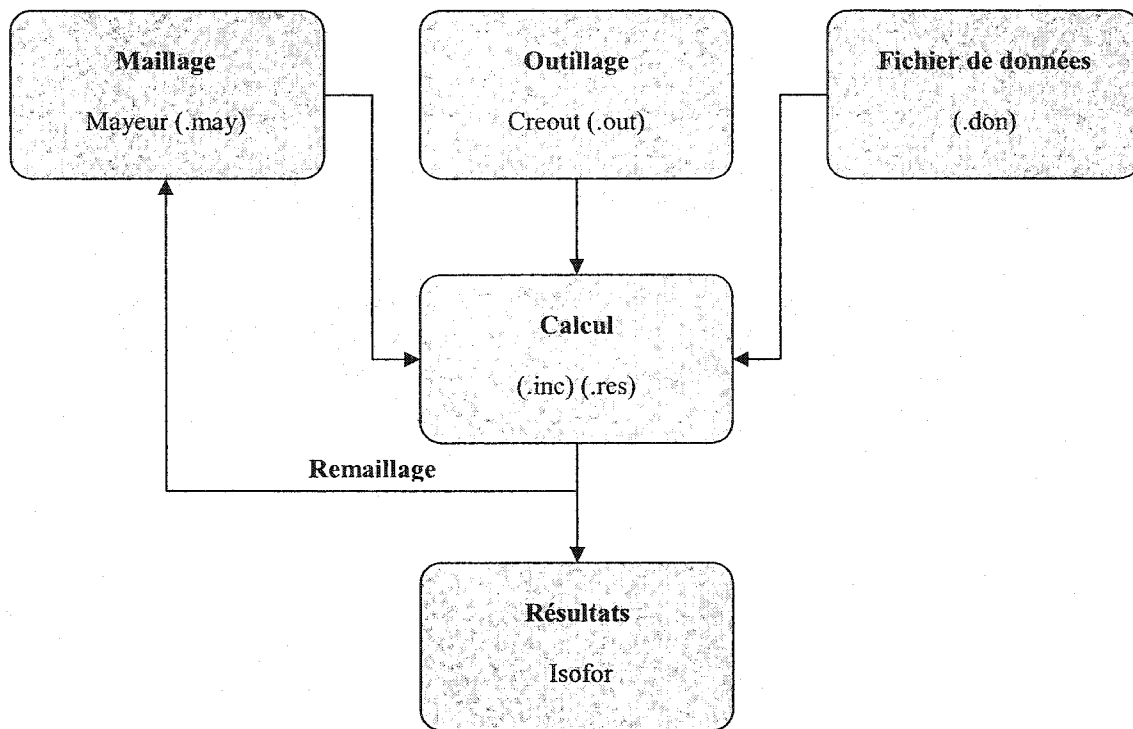 Maillage
Mayeur (.may)
Outillage
Creout (.out)
Fichier de données
(.don)
Calcul
(.inc) (.res)
Remaillage
Résultats
Isofor